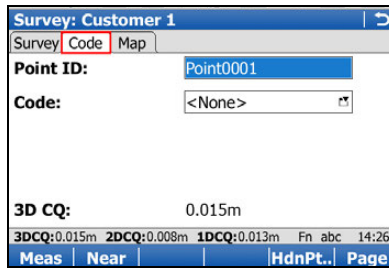 Survey: Customer 1
Survey Code Map
Point ID: Point0001
Code: <None>
3D CQ: 0.015m
3DCQ:0.015m 2DCQ:0.008m 1DCQ:0.013m Fn abc 14:26
Meas Near HdnPt.. Page